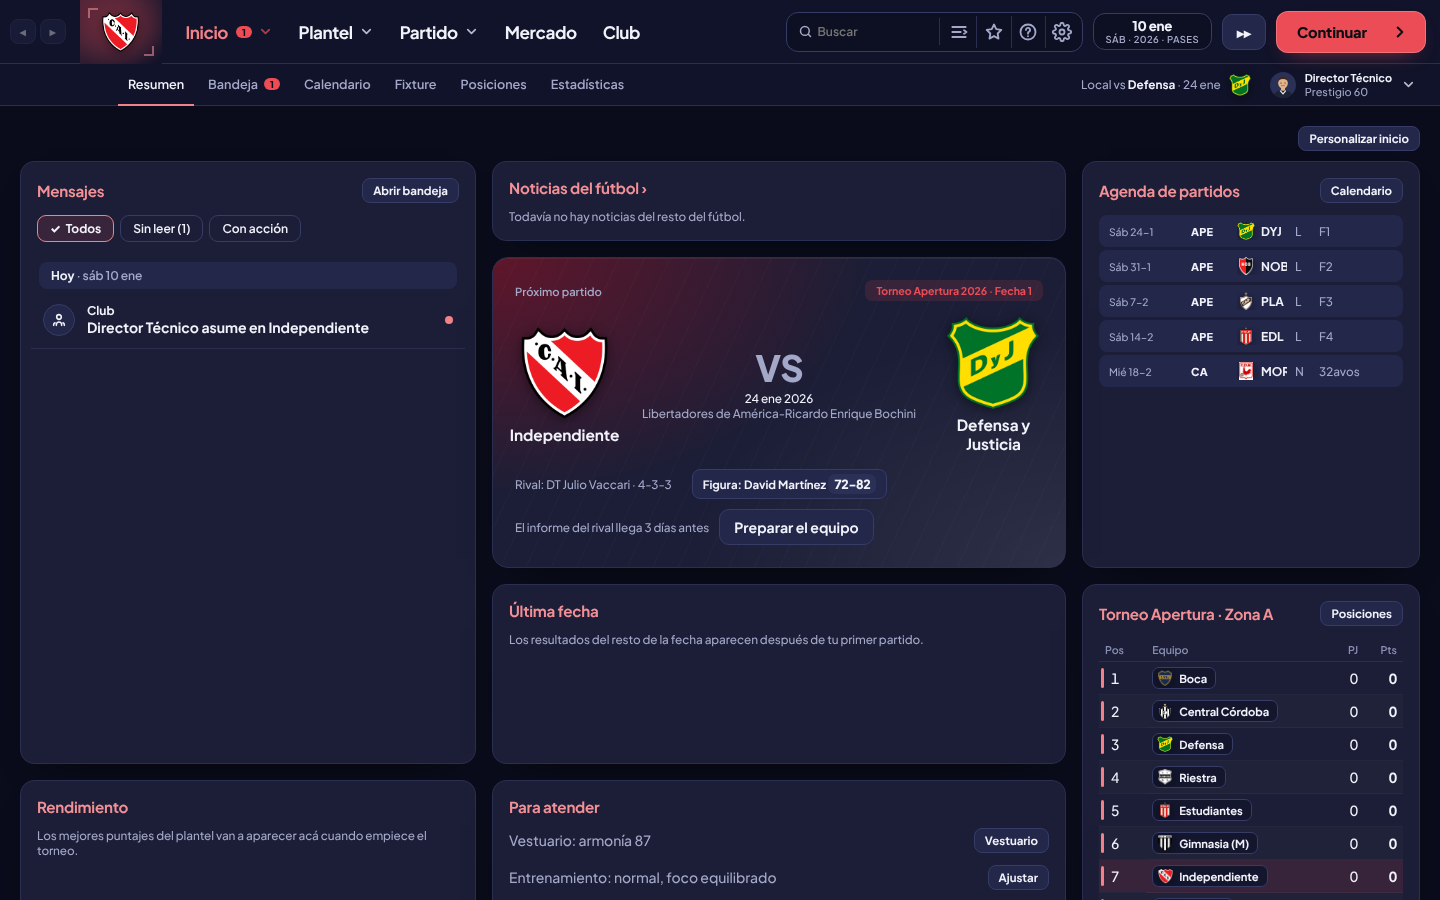 C.A.I.
Inicio 1
Plantel
Partido
Mercado
Club
Buscar
10 ene
SÁB · 2026 · PASES
Continuar
Resumen
Bandeja 1
Calendario
Fixture
Posiciones
Estadísticas
Local vs Defensa · 24 ene
Director Técnico
Prestigio 60
Personalizar inicio
Mensajes
Abrir bandeja
Todos
Sin leer (1)
Con acción
Hoy · sáb 10 ene
Club
Director Técnico asume en Independiente
Noticias del fútbol ›
Todavía no hay noticias del resto del fútbol.
Próximo partido
Torneo Apertura 2026 · Fecha 1
C.A.I.
Independiente
VS
24 ene 2026
Libertadores de América-Ricardo Enrique Bochini
DyJ
Defensa y
Justicia
Rival: DT Julio Vaccari · 4-3-3
Figura: David Martínez 72–82
El informe del rival llega 3 días antes
Preparar el equipo
Agenda de partidos
Calendario
Sáb 24-1 APE DYJ L F1
Sáb 31-1 APE NOB L F2
Sáb 7-2 APE PLA L F3
Sáb 14-2 APE EDL L F4
Mié 18-2 CA MOR N 32avos
Última fecha
Los resultados del resto de la fecha aparecen después de tu primer partido.
Torneo Apertura · Zona A
Posiciones
Pos Equipo PJ Pts
1 Boca 0 0
2 Central Córdoba 0 0
3 Defensa 0 0
4 Riestra 0 0
5 Estudiantes 0 0
6 Gimnasia (M) 0 0
7 Independiente 0 0
Rendimiento
Los mejores puntajes del plantel van a aparecer acá cuando empiece el
torneo.
Para atender
Vestuario: armonía 87
Vestuario
Entrenamiento: normal, foco equilibrado
Ajustar